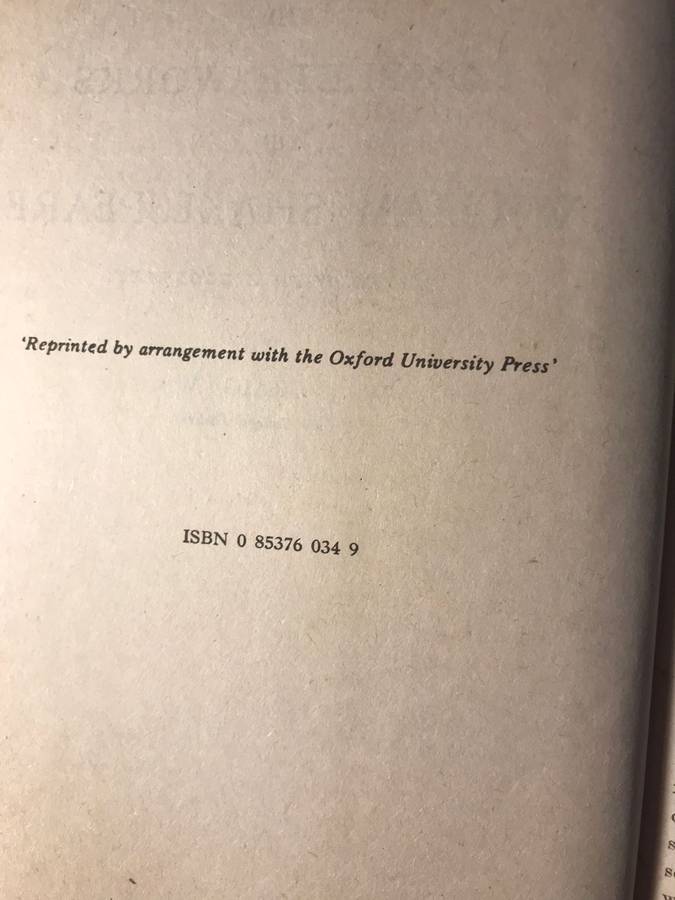 'Reprinted by arrangement with the Oxford University Press'
ISBN 0 85376 034 9